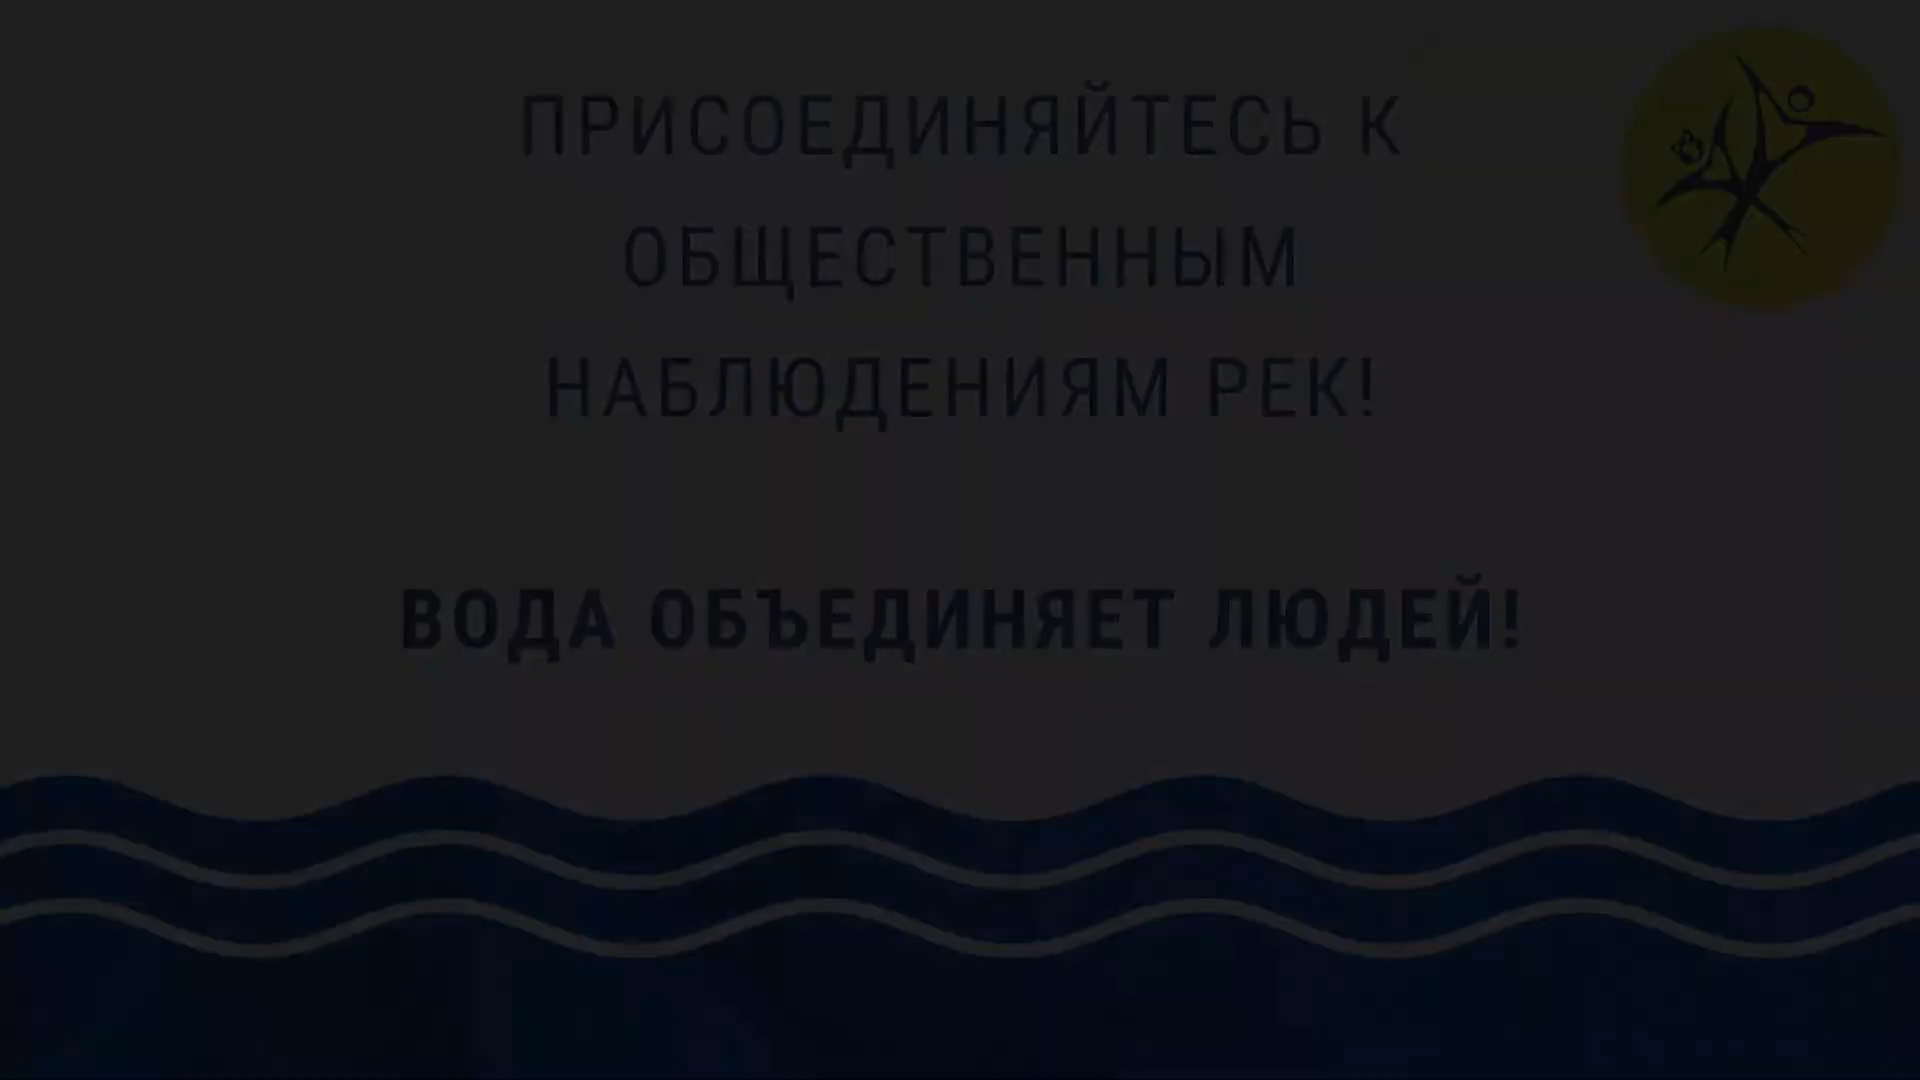 ПРИСОЕДИНЯЙТЕСЬ К
ОБЩЕСТВЕННЫМ
НАБЛЮДЕНИЯМ РЕК!
ВОДА ОБЪЕДИНЯЕТ ЛЮДЕЙ!